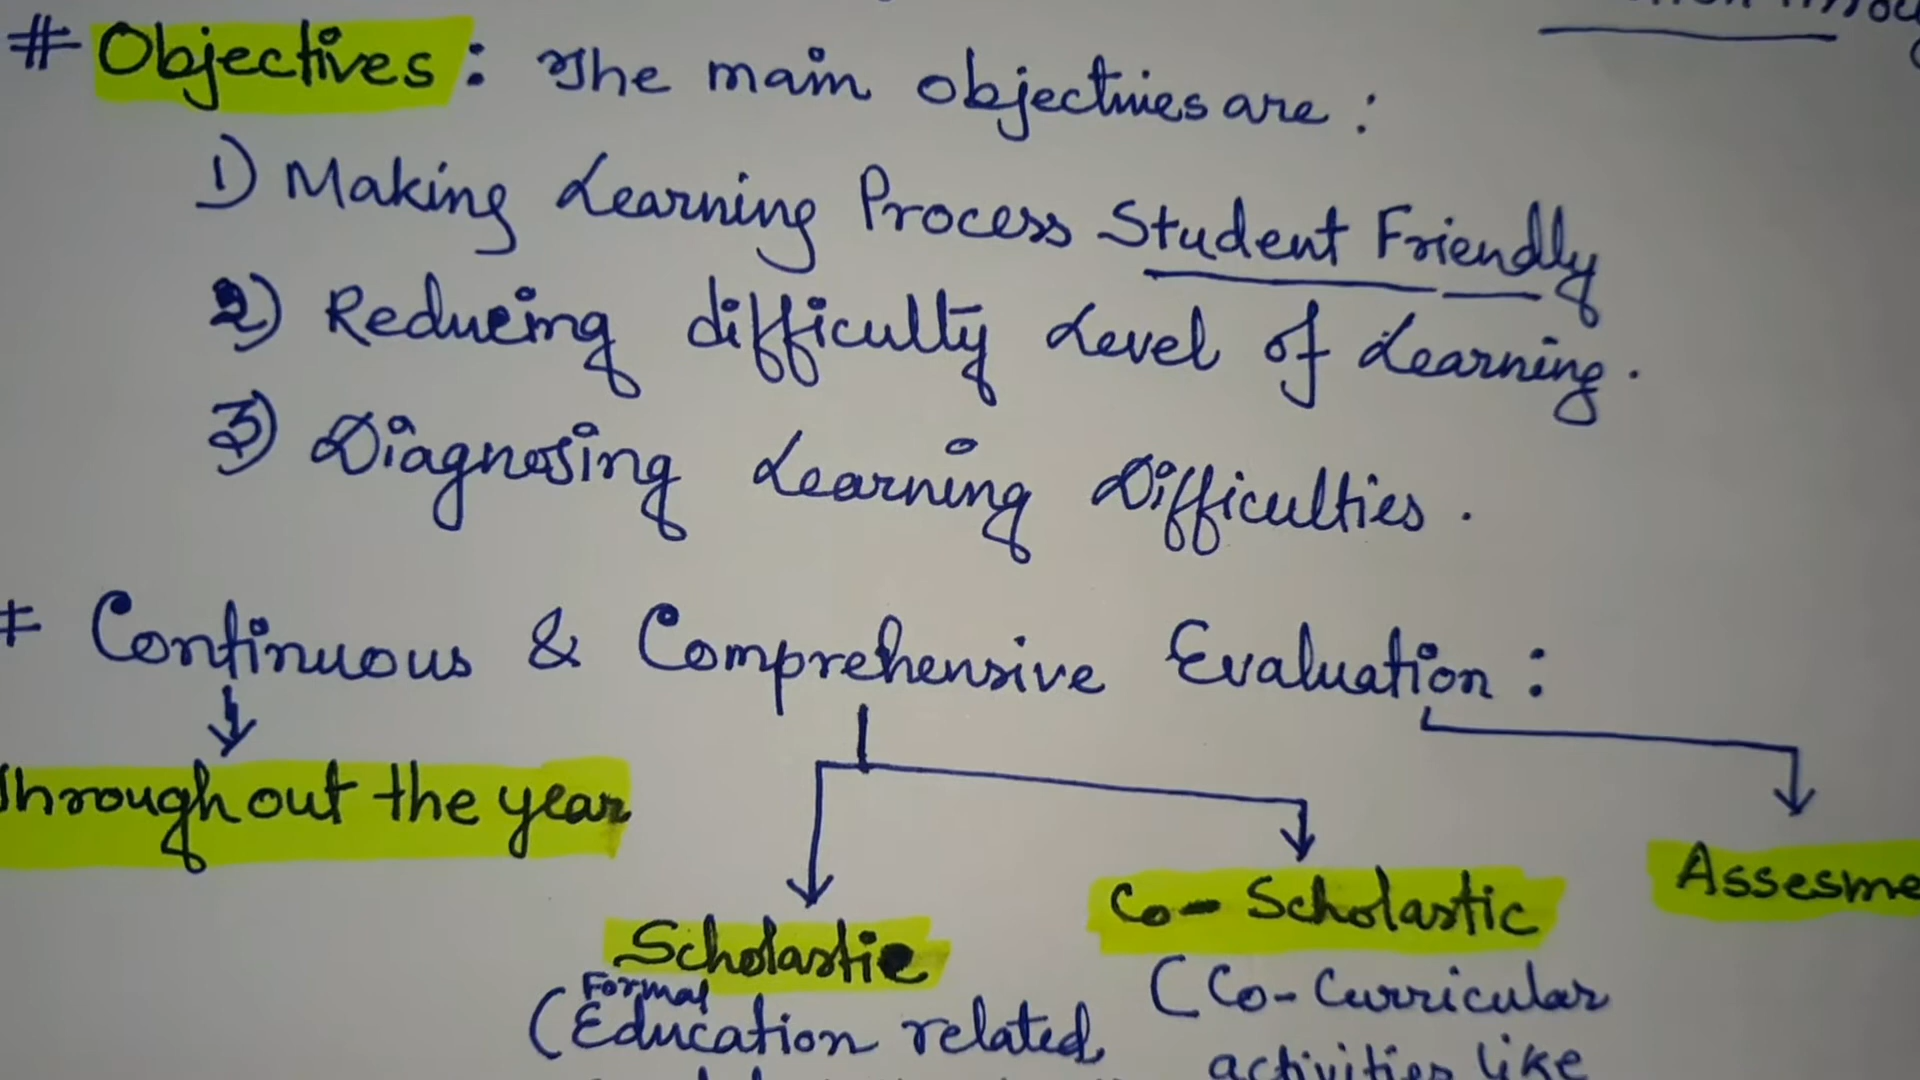 # Objectives : The main objectives are :
1) Making Learning Process Student Friendly
2) Reducing difficulty Level of Learning.
3) Diagnosing Learning Difficulties.
# Continuous & Comprehensive Evaluation :
Throughout the year
Assesme
Co-Scholastic
Scholastic
(Co-Curricular
Formal
(Education related
activities like